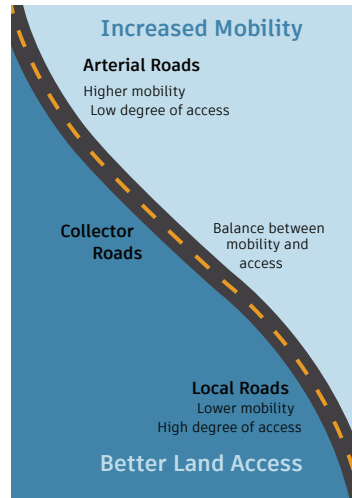 Increased Mobility
Arterial Roads
Higher mobility
Low degree of access
Collector
Roads
Balance between
mobility and
access
Local Roads
Lower mobility
High degree of access
Better Land Access